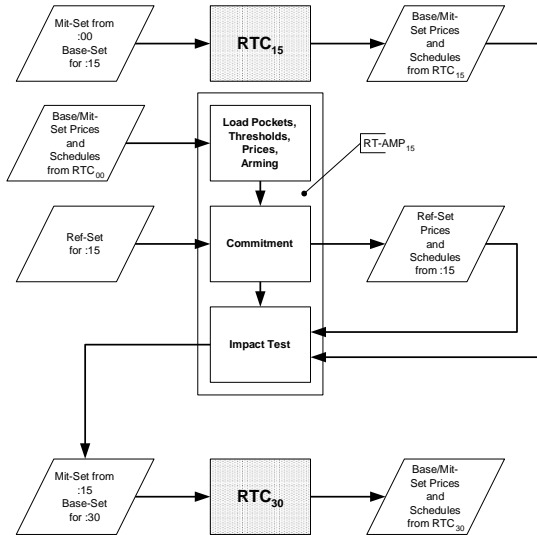 Mit-Set from
:00
Base-Set
for :15
RTC15
Base/Mit-
Set Prices
and
Schedules
from RTC15
Base/Mit-
Set Prices
and
Schedules
from RTC00
Load Pockets,
Thresholds,
Prices,
Arming
RT-AMP15
Ref-Set
for :15
Commitment
Ref-Set
Prices
and
Schedules
from :15
Impact Test
Mit-Set from
:15
Base-Set
for :30
RTC30
Base/Mit-
Set Prices
and
Schedules
from RTC30